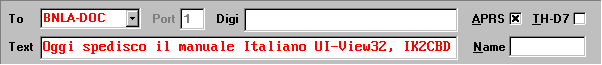 To BNLA-DOC Port 1 Digi APRS TH-D7
Text Oggi spedisco il manuale Italiano UI-View32, IK2CBD Name